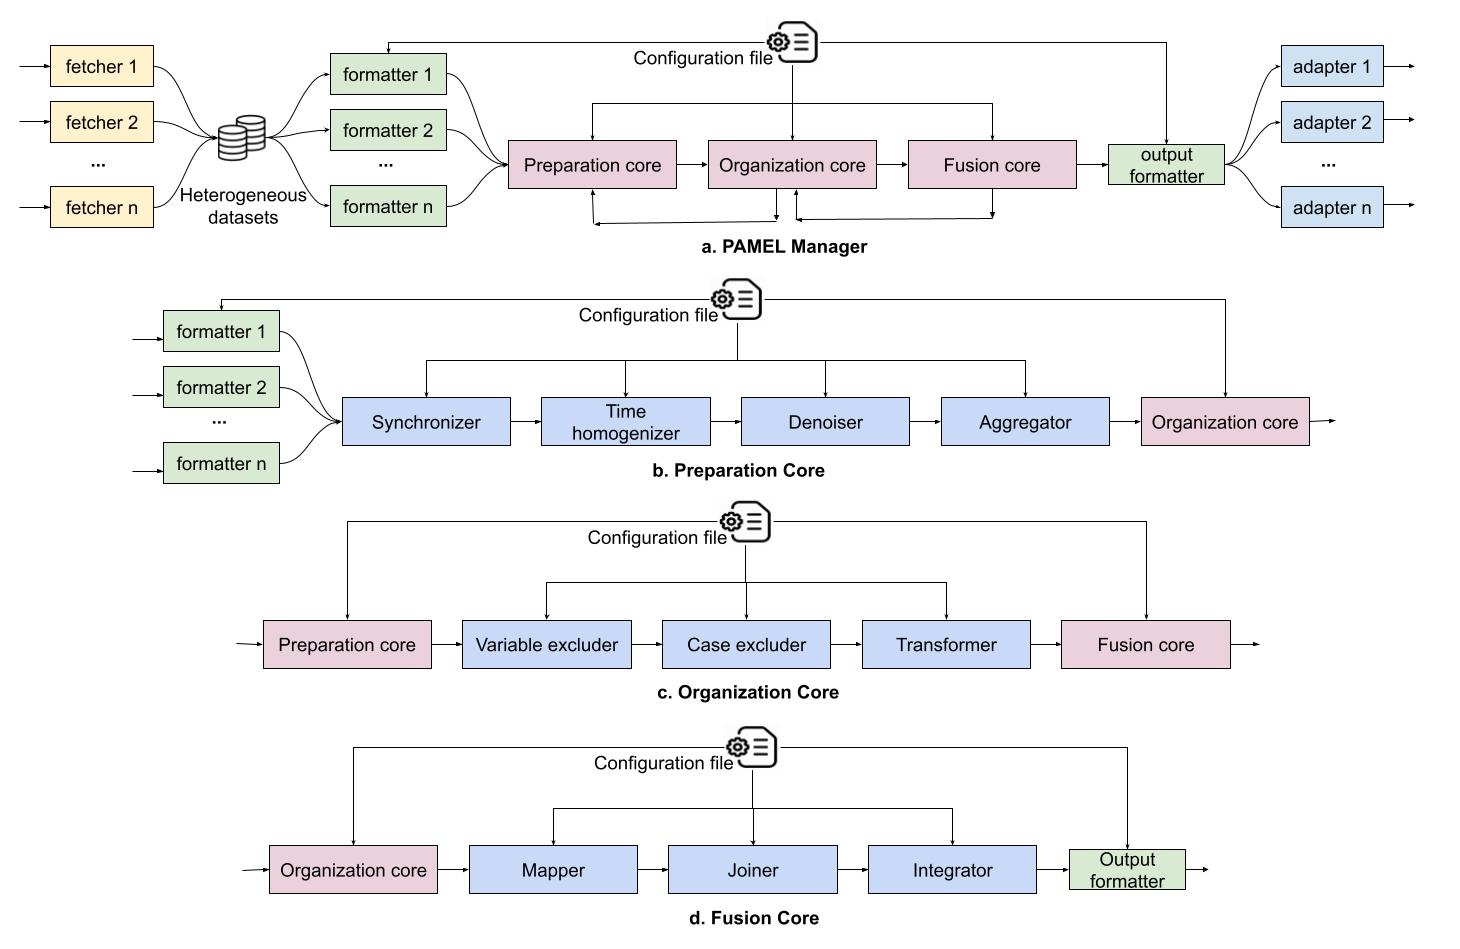 Configuration file
fetcher 1
fetcher 2
...
fetcher n
Heterogeneous
datasets
formatter 1
formatter 2
...
formatter n
Preparation core
Organization core
Fusion core
output
formatter
adapter 1
adapter 2
...
adapter n
a. PAMEL Manager
Configuration file
formatter 1
formatter 2
...
formatter n
Synchronizer
Time
homogenizer
Denoiser
Aggregator
Organization core
b. Preparation Core
Configuration file
Preparation core
Variable excluder
Case excluder
Transformer
Fusion core
c. Organization Core
Configuration file
Organization core
Mapper
Joiner
Integrator
Output
formatter
d. Fusion Core